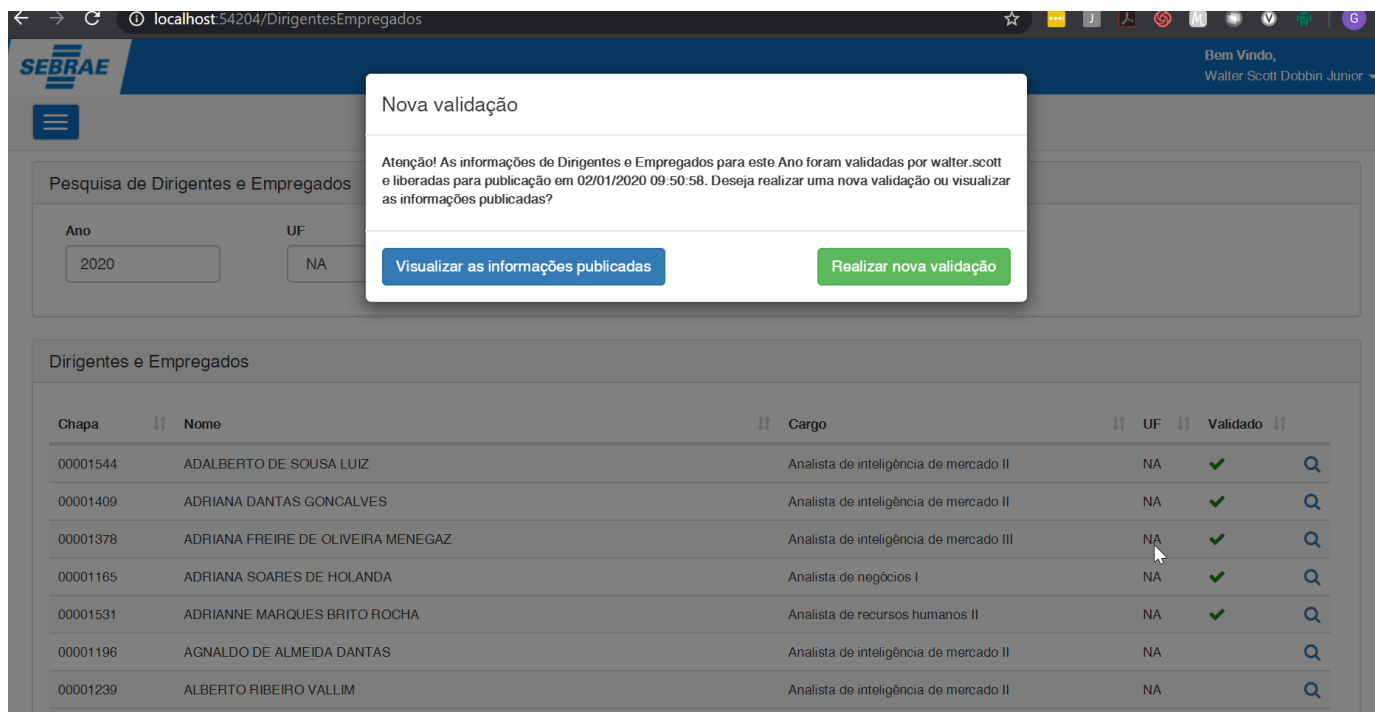 localhost:54204/DirigentesEmpregados
SEBRAE
Bem Vindo,
Walter Scott Dobbin Junior
Nova validação
Atenção! As informações de Dirigentes e Empregados para este Ano foram validadas por walter.scott
e liberadas para publicação em 02/01/2020 09:50:58. Deseja realizar uma nova validação ou visualizar
as informações publicadas?
Visualizar as informações publicadas
Realizar nova validação
Pesquisa de Dirigentes e Empregados
Ano UF
2020 NA
Dirigentes e Empregados
Chapa Nome Cargo UF Validado
00001544 ADALBERTO DE SOUSA LUIZ Analista de inteligência de mercado II NA
00001409 ADRIANA DANTAS GONCALVES Analista de inteligência de mercado II NA
00001378 ADRIANA FREIRE DE OLIVEIRA MENEGAZ Analista de inteligência de mercado III NA
00001165 ADRIANA SOARES DE HOLANDA Analista de negócios I NA
00001531 ADRIANNE MARQUES BRITO ROCHA Analista de recursos humanos II NA
00001196 AGNALDO DE ALMEIDA DANTAS Analista de inteligência de mercado II NA
00001239 ALBERTO RIBEIRO VALLIM Analista de inteligência de mercado II NA